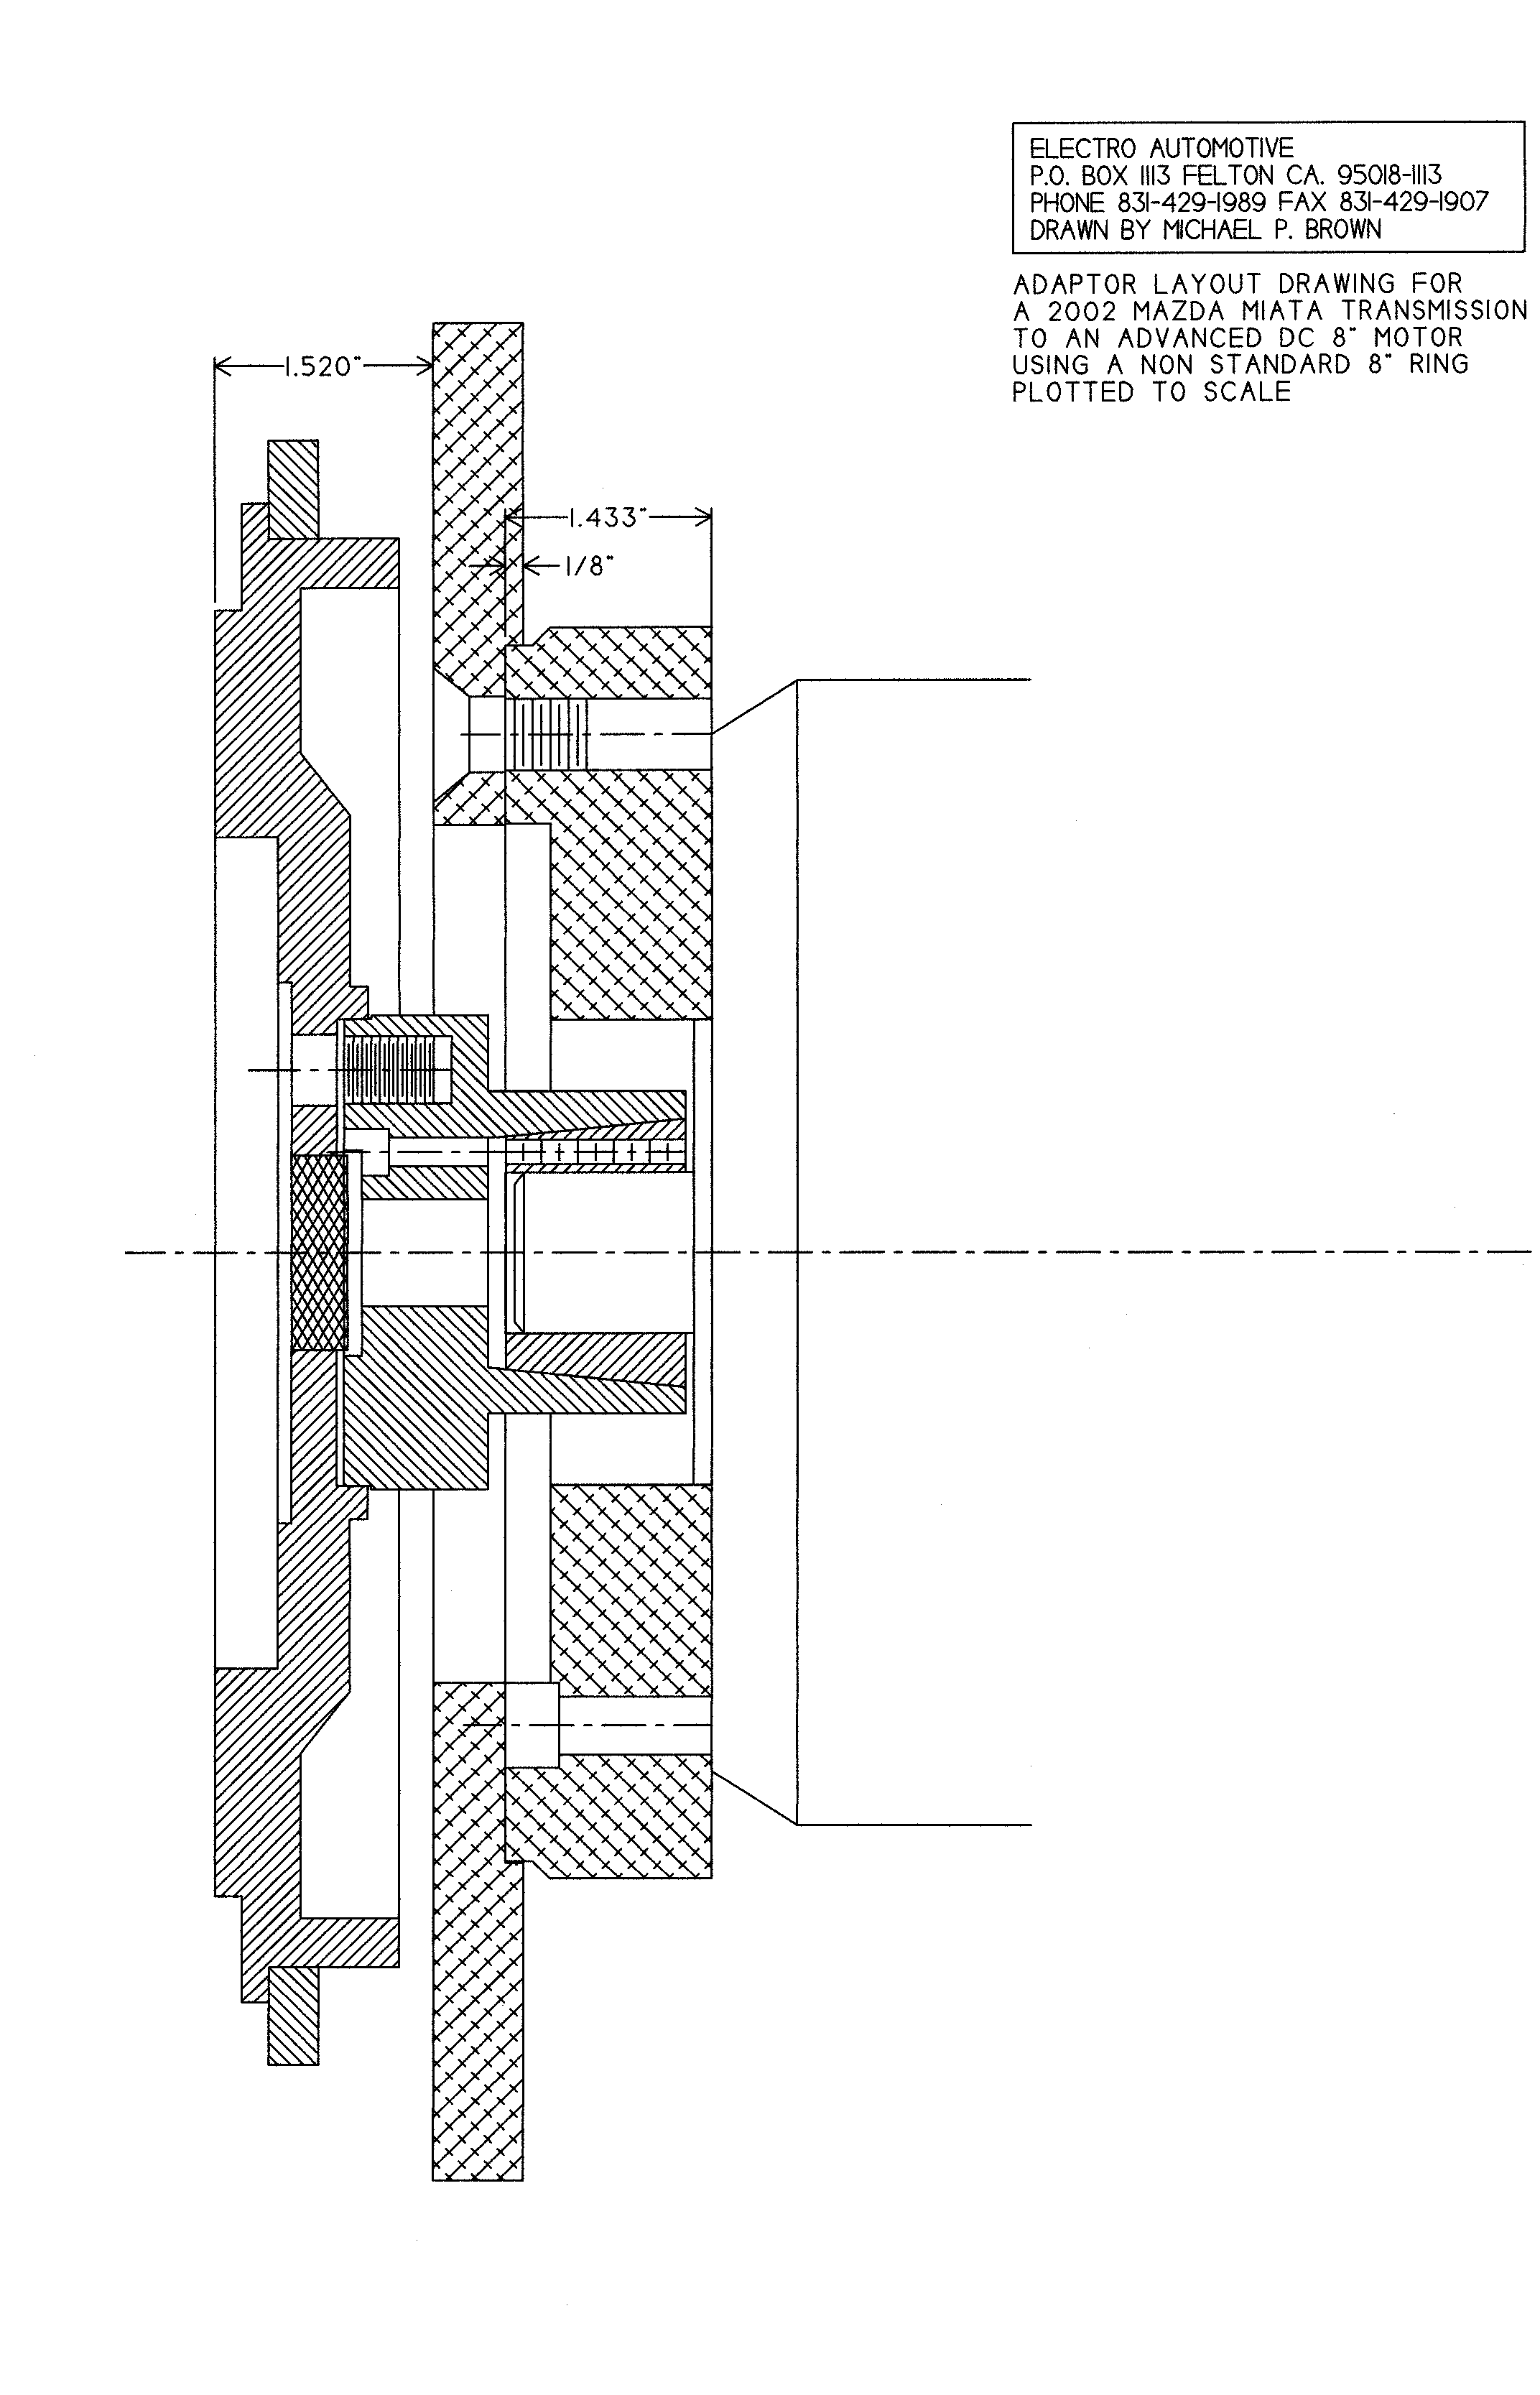 ELECTRO AUTOMOTIVE
P.O. BOX 1113 FELTON CA. 95018-1113
PHONE 831-429-1989 FAX 831-429-1907
DRAWN BY MICHAEL P. BROWN
ADAPTOR LAYOUT DRAWING FOR
A 2002 MAZDA MIATA TRANSMISSION
TO AN ADVANCED DC 8" MOTOR
USING A NON STANDARD 8" RING
PLOTTED TO SCALE
1.520"
1.433"
1/8"